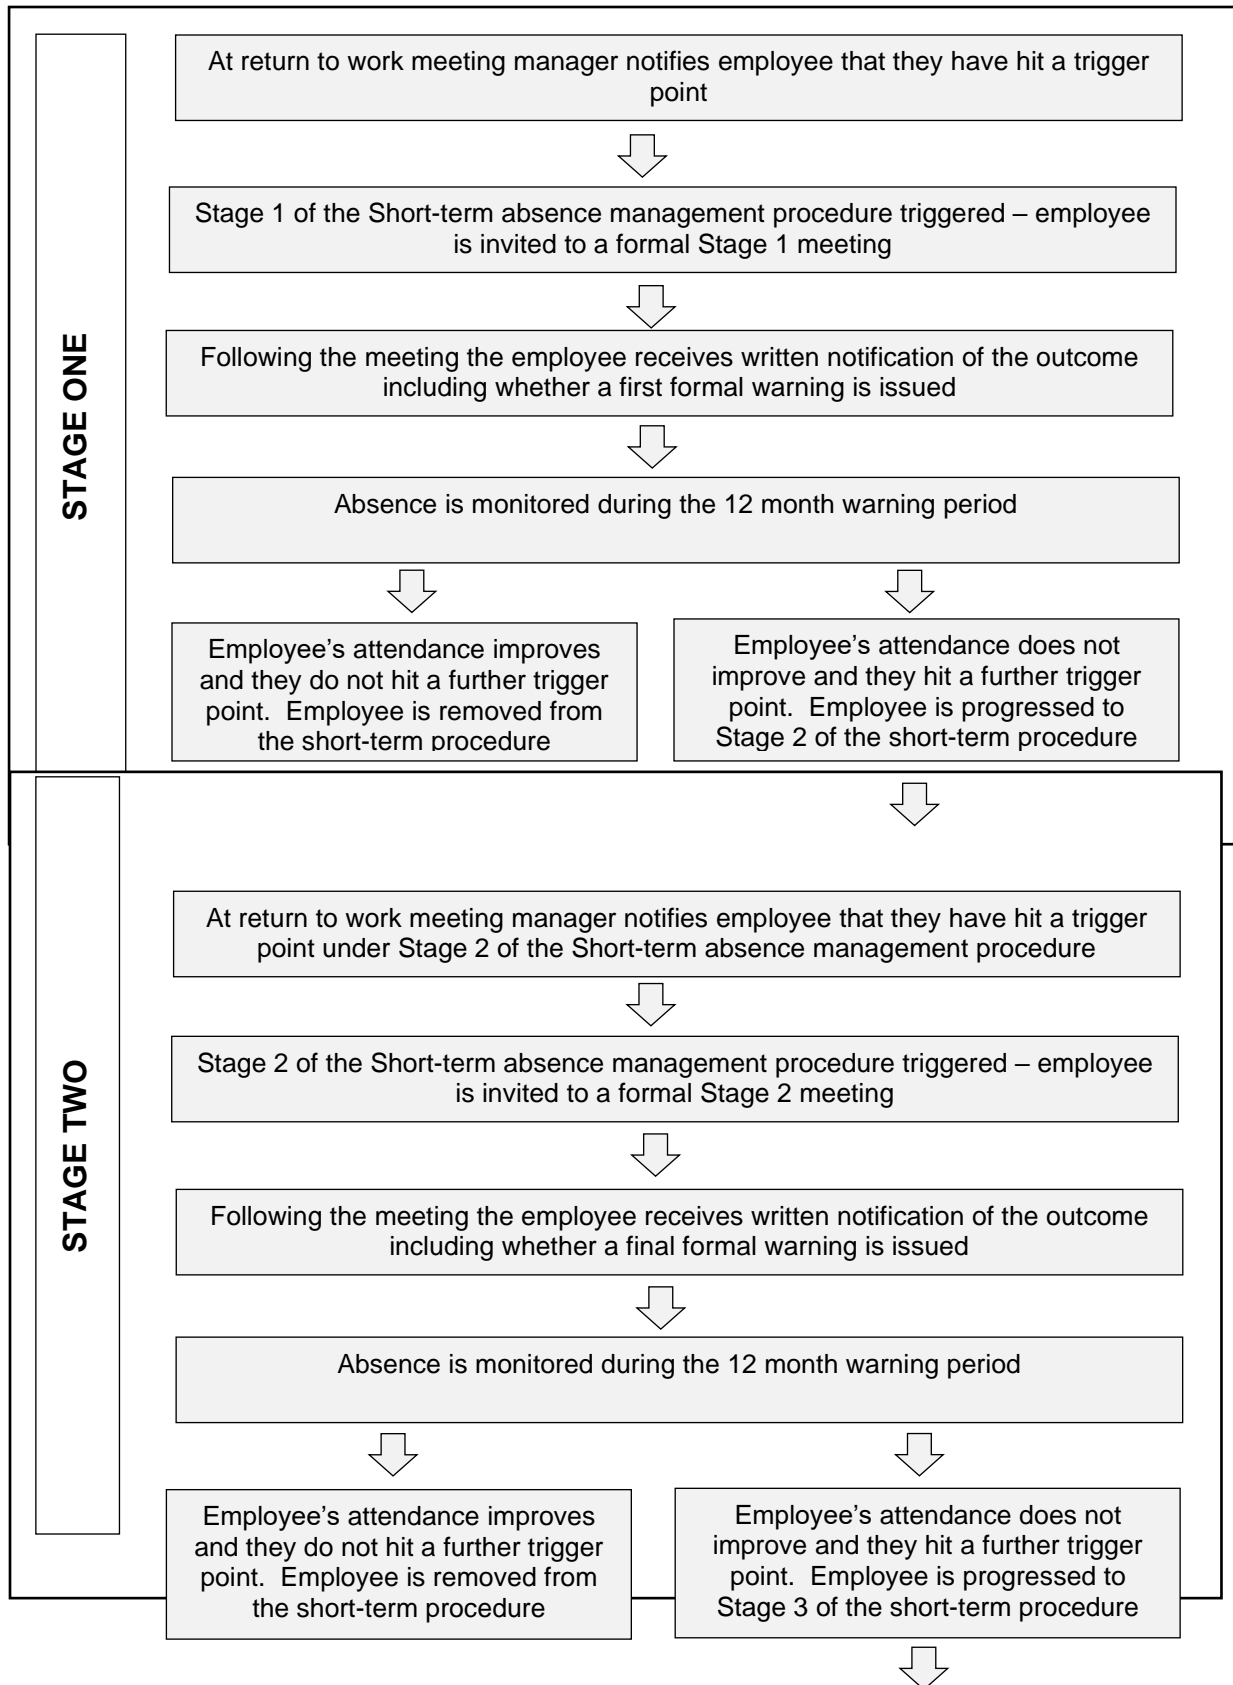 STAGE ONE
At return to work meeting manager notifies employee that they have hit a trigger
point
Stage 1 of the Short-term absence management procedure triggered – employee
is invited to a formal Stage 1 meeting
Following the meeting the employee receives written notification of the outcome
including whether a first formal warning is issued
Absence is monitored during the 12 month warning period
Employee’s attendance improves
and they do not hit a further trigger
point.  Employee is removed from
the short-term procedure
Employee’s attendance does not
improve and they hit a further trigger
point.  Employee is progressed to
Stage 2 of the short-term procedure
STAGE TWO
At return to work meeting manager notifies employee that they have hit a trigger
point under Stage 2 of the Short-term absence management procedure
Stage 2 of the Short-term absence management procedure triggered – employee
is invited to a formal Stage 2 meeting
Following the meeting the employee receives written notification of the outcome
including whether a final formal warning is issued
Absence is monitored during the 12 month warning period
Employee’s attendance improves
and they do not hit a further trigger
point.  Employee is removed from
the short-term procedure
Employee’s attendance does not
improve and they hit a further trigger
point.  Employee is progressed to
Stage 3 of the short-term procedure